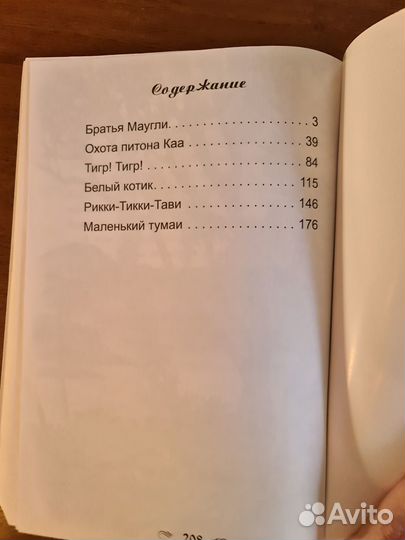 Содержание
Братья Маугли. . . . . . . . . . . . . . . . . . . . 3
Охота питона Каа . . . . . . . . . . . . . . . . . 39
Тигр! Тигр! . . . . . . . . . . . . . . . . . . . . . . . 84
Белый котик. . . . . . . . . . . . . . . . . . . . . . 115
Рикки-Тикки-Тави . . . . . . . . . . . . . . . . . 146
Маленький тумаи . . . . . . . . . . . . . . . . . 176
208
Avito